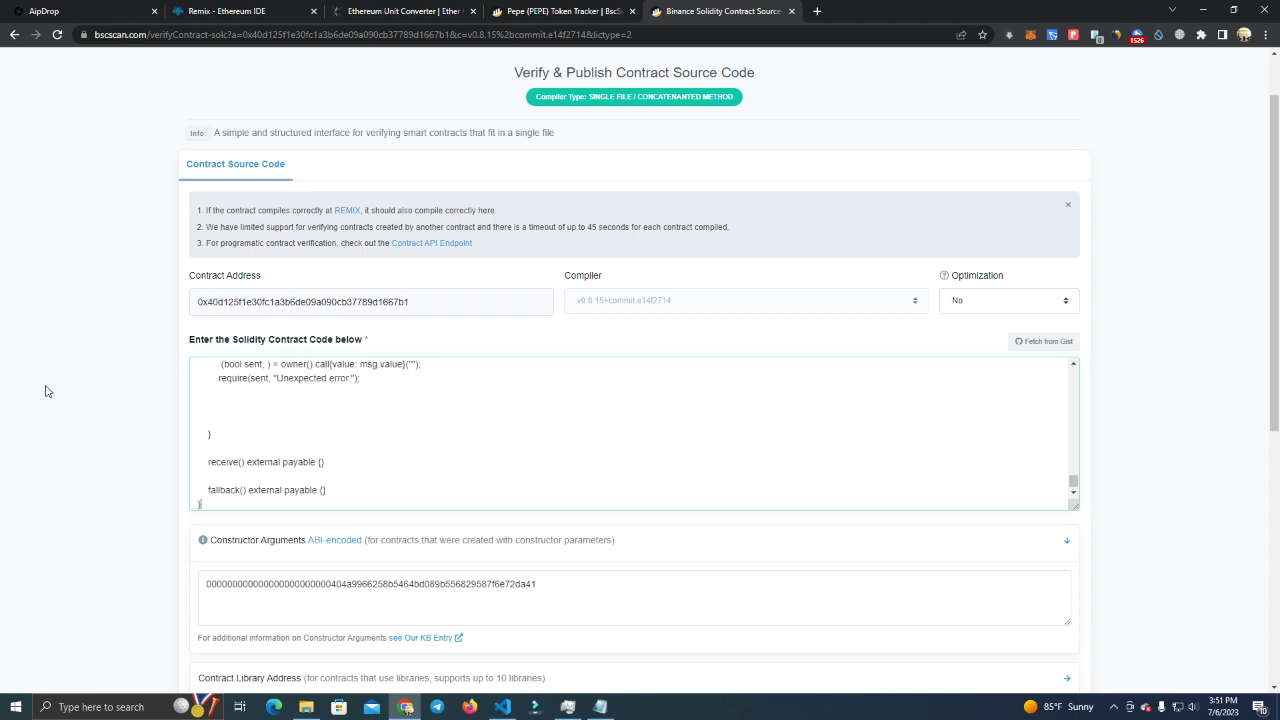 AipDrop
Remix - Ethereum IDE
Ethereum Unit Converter | Ether
Pepe (PEPE) Token Tracker | BscSc
Binance Solidity Contract Source
bscscan.com/verifyContract-solc?a=0x40d125f1e30fc1a3b6de09a090cb37789d1667b1&c=v0.8.15%2bcommit.e14f2714&lictype=2
1526
Verify & Publish Contract Source Code
Compiler Type: SINGLE FILE / CONCATENANTED METHOD
Info: A simple and structured interface for verifying smart contracts that fit in a single file
Contract Source Code
1. If the contract compiles correctly at REMIX, it should also compile correctly here.
2. We have limited support for verifying contracts created by another contract and there is a timeout of up to 45 seconds for each contract compiled.
3. For programatic contract verification, check out the Contract API Endpoint
Contract Address
Compiler
Optimization
0x40d125f1e30fc1a3b6de09a090cb37789d1667b1
v0.8.15+commit.e14f2714
No
Enter the Solidity Contract Code below *
Fetch from Gist
(bool sent, ) = owner().call{value: msg.value}("");
require(sent, "Unexpected error.");
}
receive() external payable {}
fallback() external payable {}
}
Constructor Arguments ABI-encoded (for contracts that were created with constructor parameters)
000000000000000000000000404a9966258b5464bd089b556829587f6e72da41
For additional information on Constructor Arguments see Our KB Entry
Contract Library Address (for contracts that use libraries, supports up to 10 libraries)
Type here to search
85°F Sunny
3:51 PM
7/6/2023